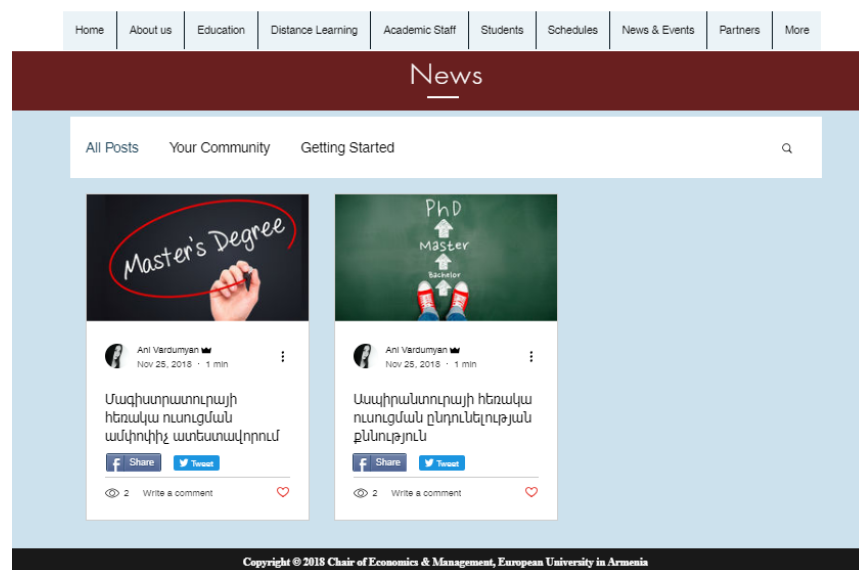 Home About us Education Distance Learning Academic Staff Students Schedules News & Events Partners More
News
All Posts Your Community Getting Started
Master's Degree
Ani Vardumyan
Nov 25, 2018 · 1 min
Մագիստրատուրայի
հեռակա ուսուցման
ամփոփիչ ատեստավորում
Share Tweet
2 Write a comment
PhD
Master
Bachelor
Ani Vardumyan
Nov 25, 2018 · 1 min
Ասպիրանտուրայի հեռակա
ուսուցման ընդունելության
քննություն
Share Tweet
2 Write a comment
Copyright © 2018 Chair of Economics & Management, European University in Armenia